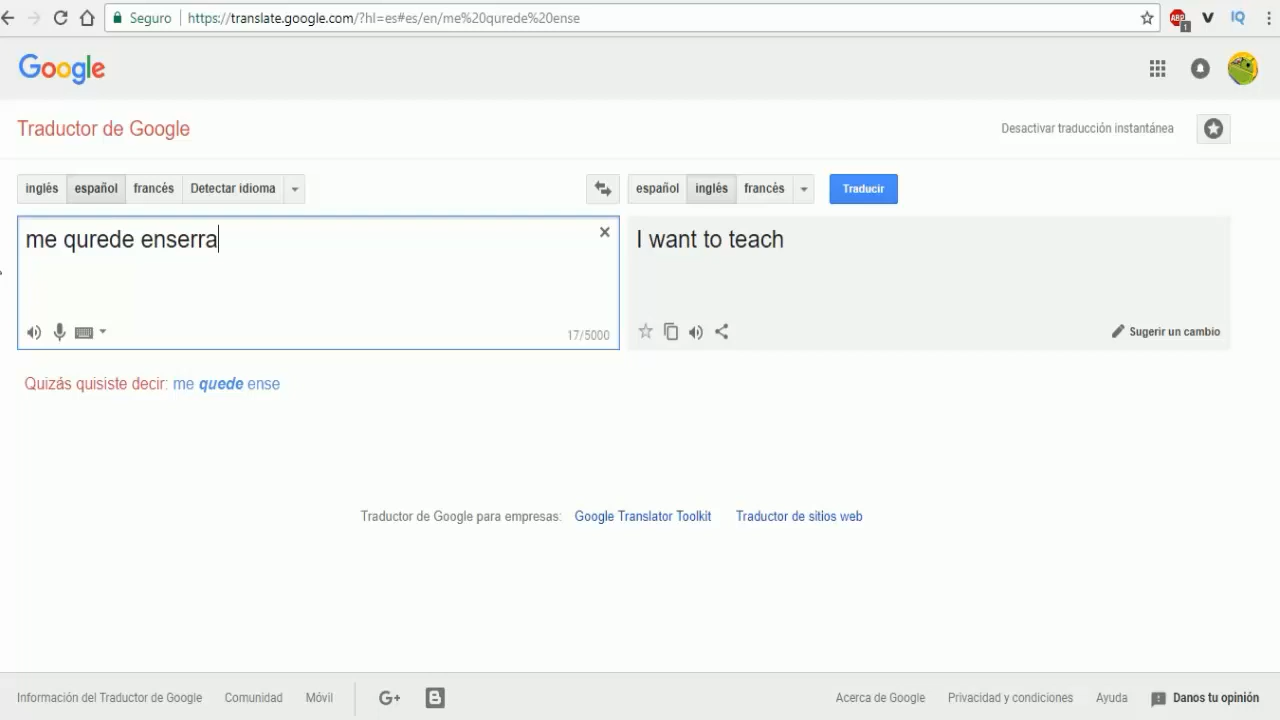 Seguro https://translate.google.com/?hl=es#es/en/me%20qurede%20ense ABP 1 V IQ
Google
Traductor de Google Desactivar traducción instantánea
inglés español francés Detectar idioma español inglés francés Traducir
me qurede enserra I want to teach
17/5000 Sugerir un cambio
Quizás quisiste decir: me quede ense
Traductor de Google para empresas: Google Translator Toolkit Traductor de sitios web
Información del Traductor de Google Comunidad Móvil G+ B Acerca de Google Privacidad y condiciones Ayuda Danos tu opinión